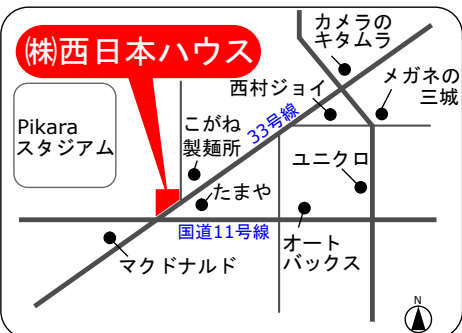 ㈱西日本ハウス
カメラの
キタムラ
西村ジョイ
メガネの
三城
Pikara
スタジアム
こがね
製麺所
33号線
ユニクロ
たまや
国道11号線
オート
バックス
マクドナルド
N